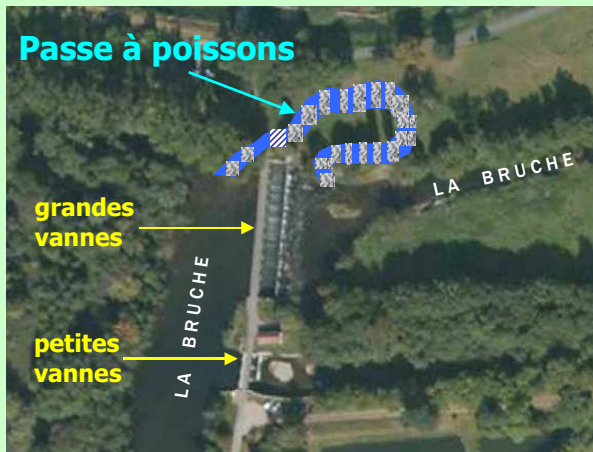 Passe à poissons
LA BRUCHE
grandes
vannes
LA BRUCHE
petites
vannes